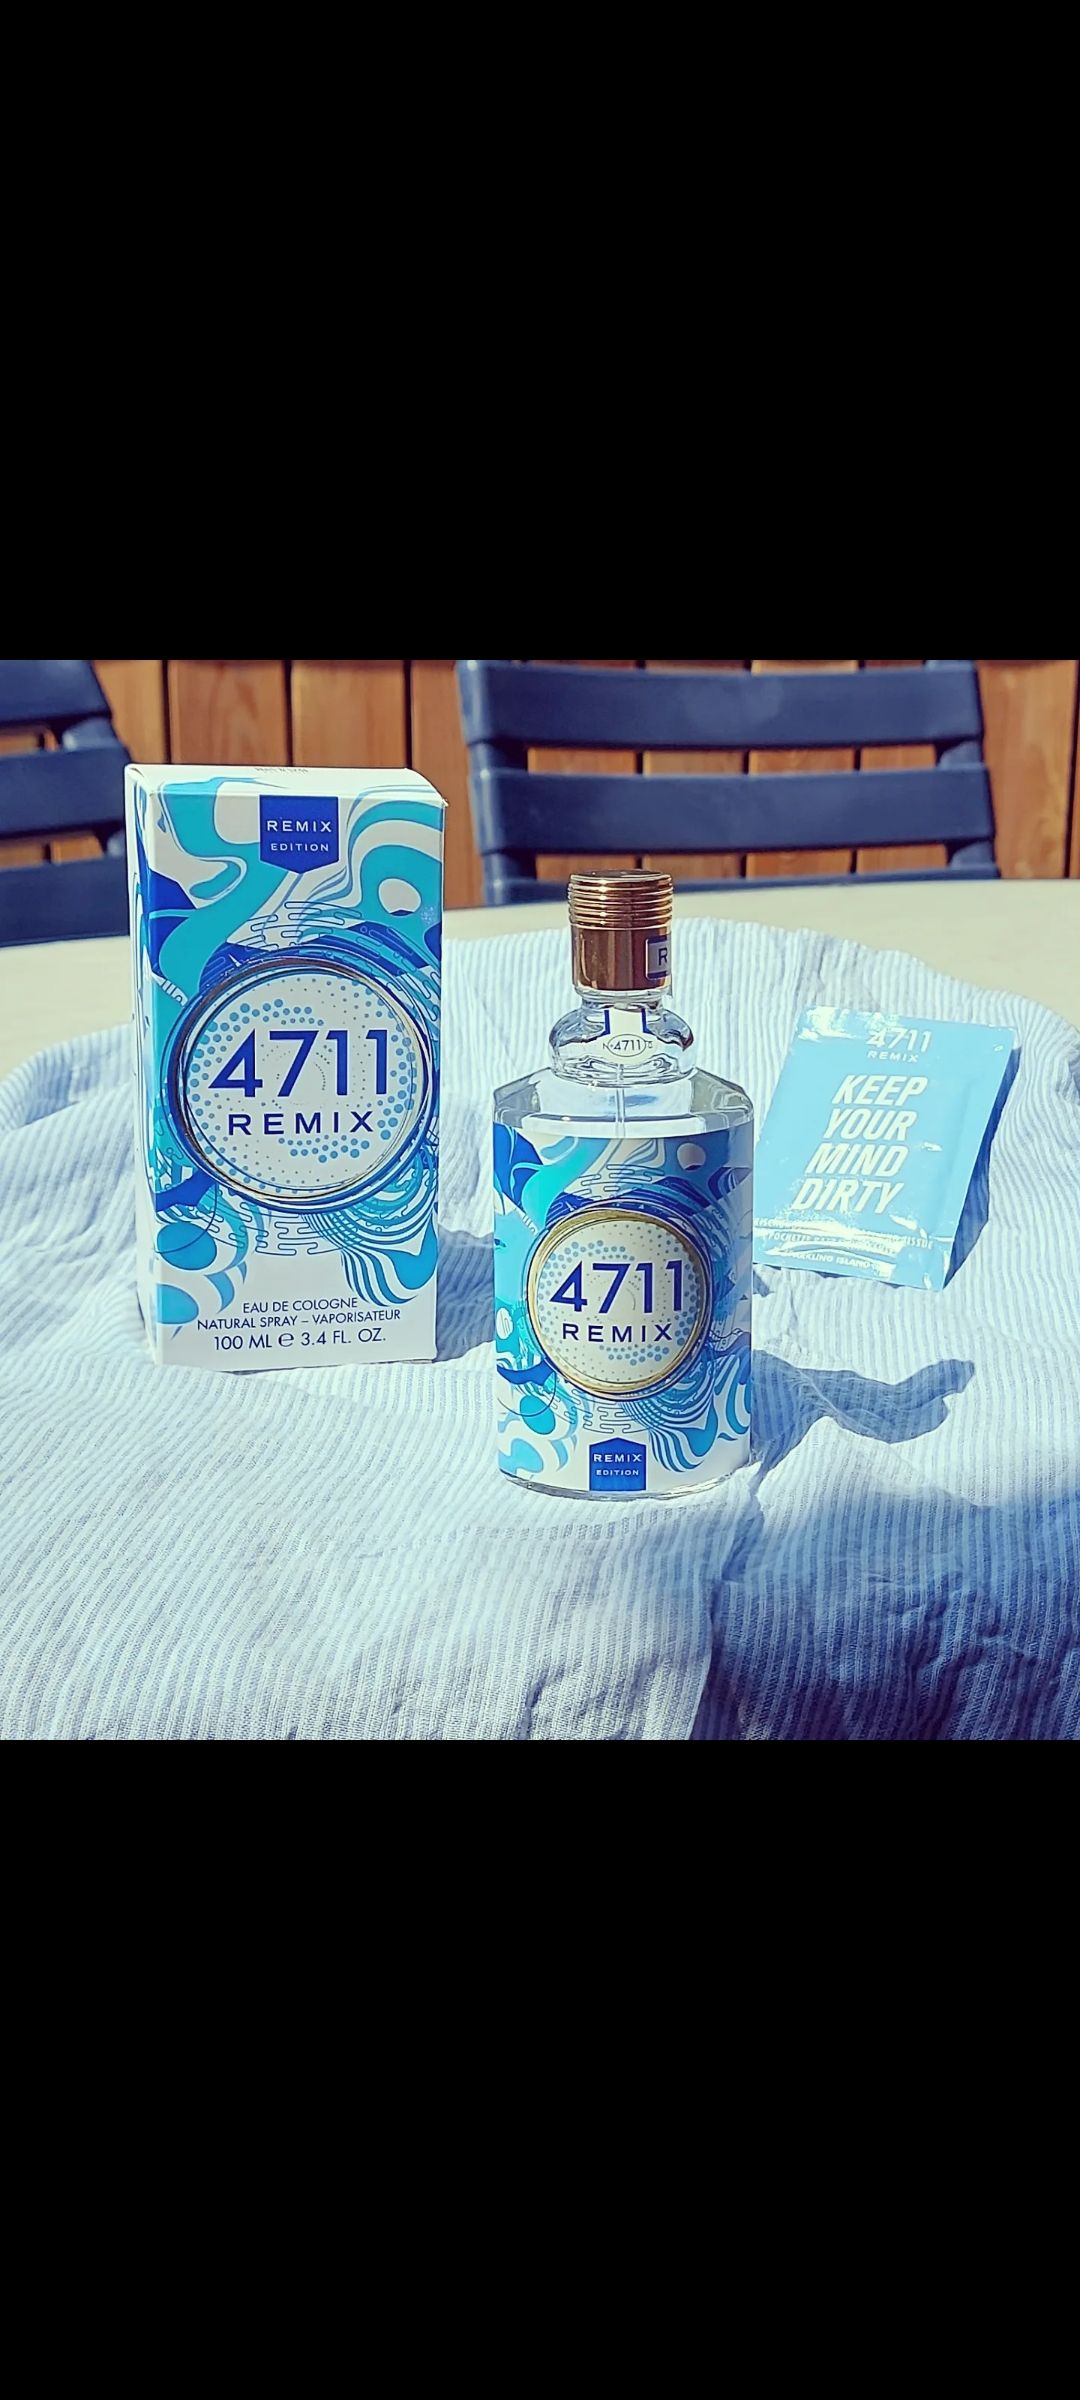 REMIX
EDITION
4711
REMIX
EAU DE COLOGNE
NATURAL SPRAY – VAPORISATEUR
100 ML ℮ 3.4 FL. OZ.
R
4711
4711
REMIX
REMIX
EDITION
4711
REMIX
KEEP
YOUR
MIND
DIRTY